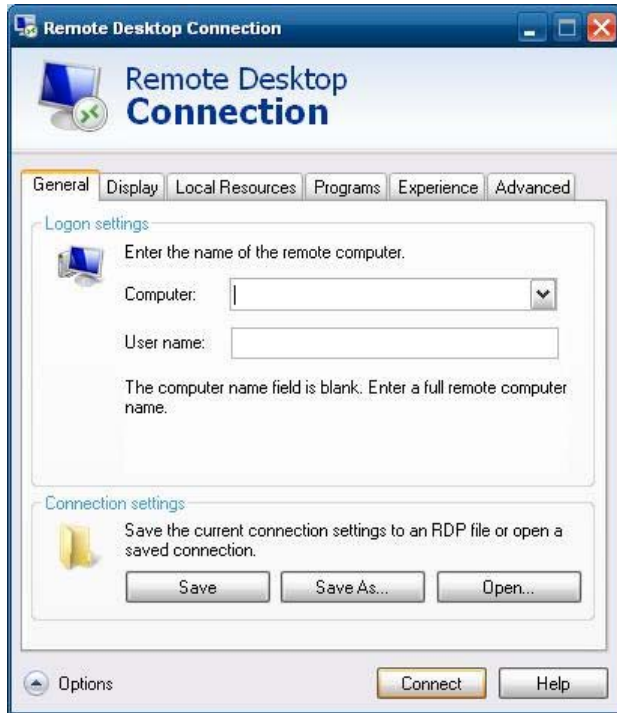 Remote Desktop Connection
Remote Desktop
Connection
General Display Local Resources Programs Experience Advanced
Logon settings
Enter the name of the remote computer.
Computer:
User name:
The computer name field is blank. Enter a full remote computer
name.
Connection settings
Save the current connection settings to an RDP file or open a
saved connection.
Save Save As... Open...
Options Connect Help